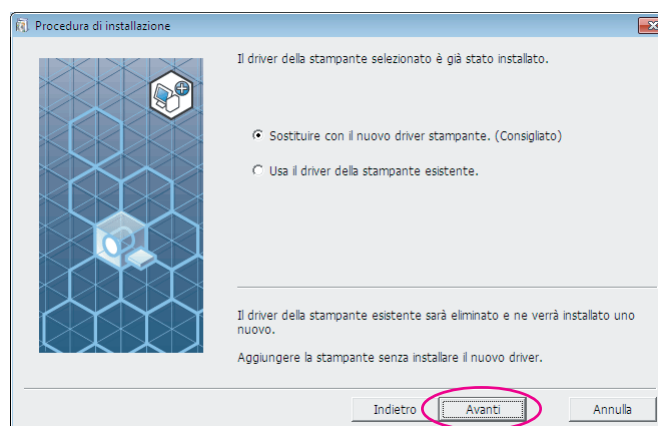 Procedura di installazione
Il driver della stampante selezionato è già stato installato.
Sostituire con il nuovo driver stampante. (Consigliato)
Usa il driver della stampante esistente.
Il driver della stampante esistente sarà eliminato e ne verrà installato uno
nuovo.
Aggiungere la stampante senza installare il nuovo driver.
Indietro Avanti Annulla